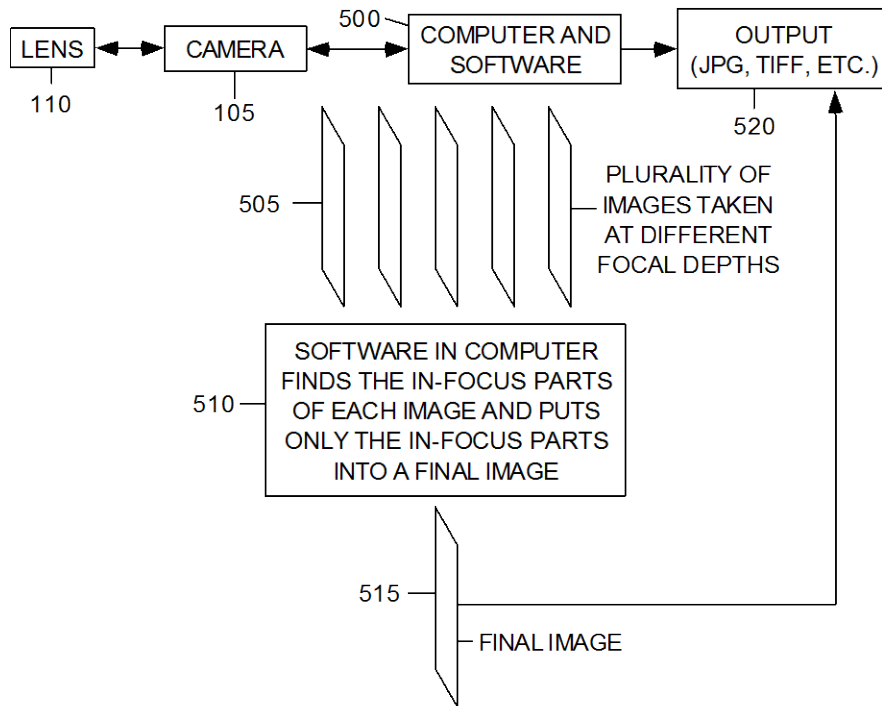 500
LENS
CAMERA
COMPUTER AND
SOFTWARE
OUTPUT
(JPG, TIFF, ETC.)
110
105
520
505
PLURALITY OF
IMAGES TAKEN
AT DIFFERENT
FOCAL DEPTHS
510
SOFTWARE IN COMPUTER
FINDS THE IN-FOCUS PARTS
OF EACH IMAGE AND PUTS
ONLY THE IN-FOCUS PARTS
INTO A FINAL IMAGE
515
FINAL IMAGE